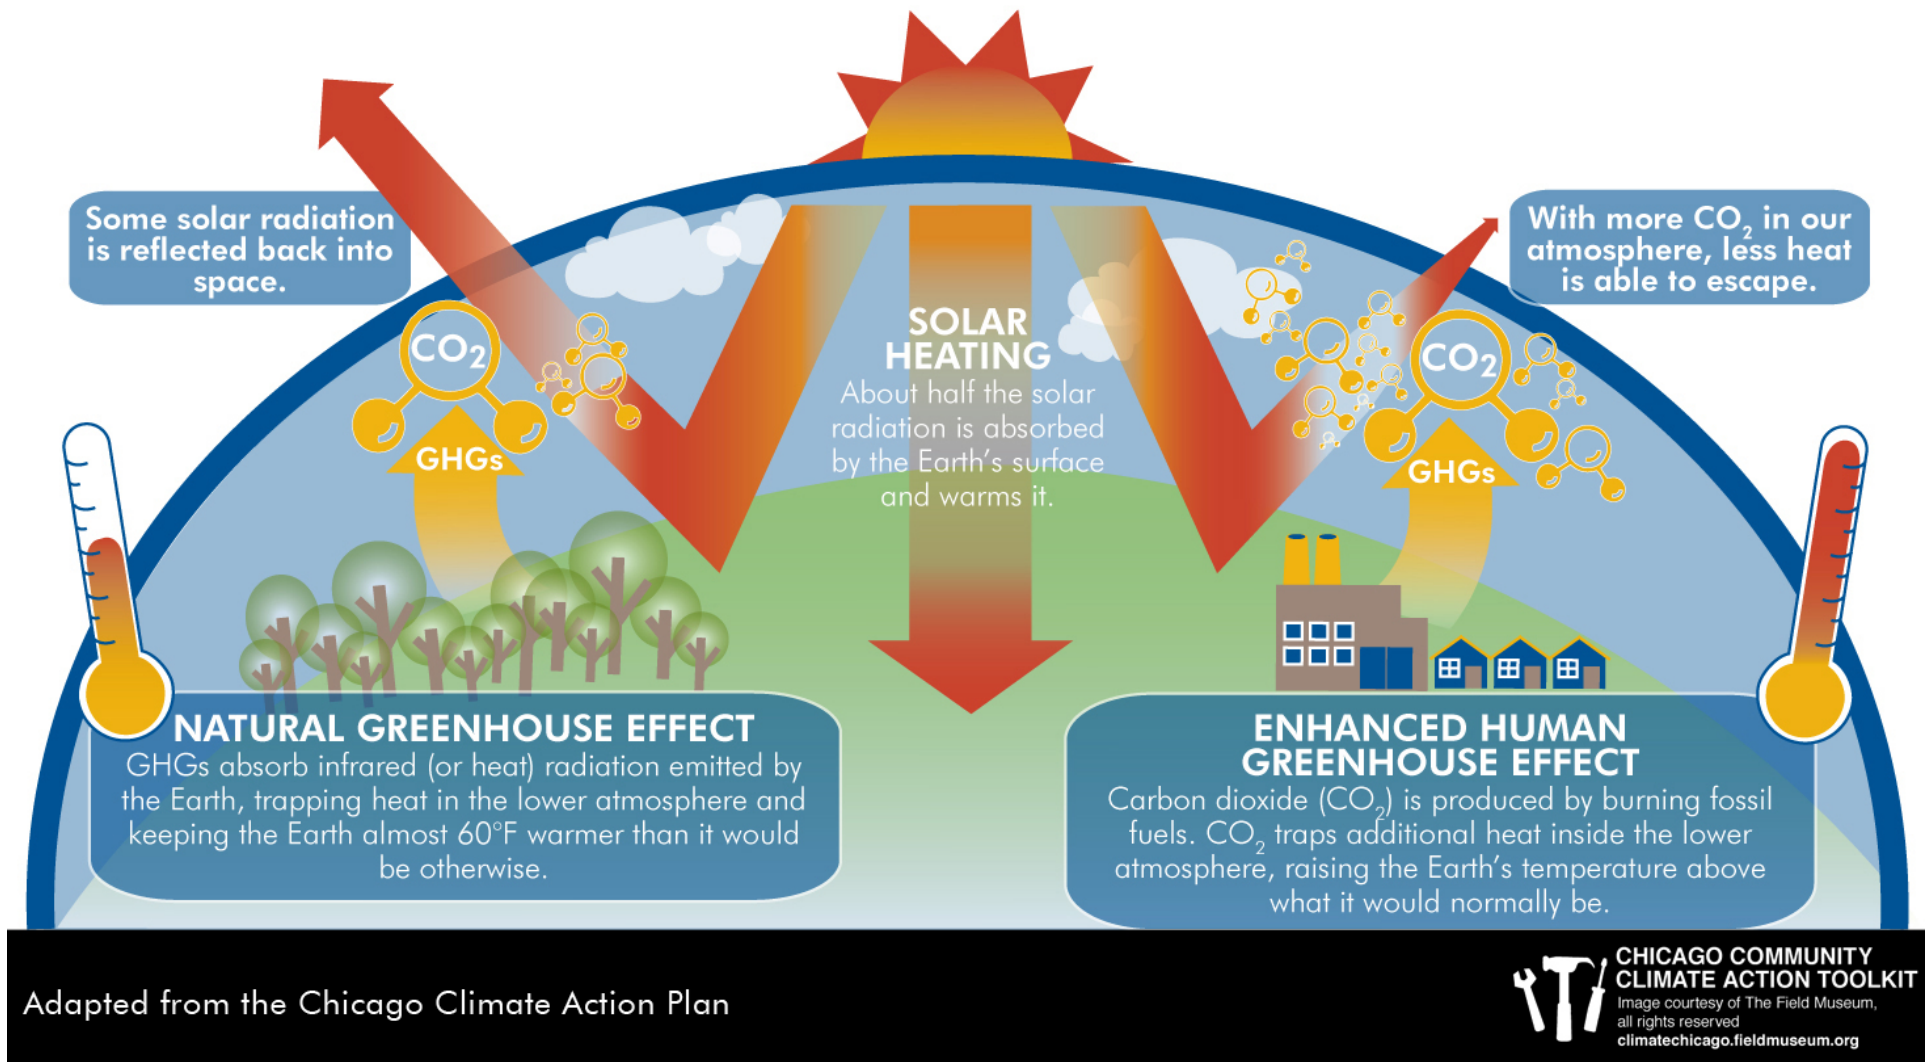 Some solar radiation
is reflected back into
space.
With more CO₂ in our
atmosphere, less heat
is able to escape.
CO₂
GHGs
SOLAR
HEATING
About half the solar
radiation is absorbed
by the Earth's surface
and warms it.
CO₂
GHGs
NATURAL GREENHOUSE EFFECT
GHGs absorb infrared (or heat) radiation emitted by
the Earth, trapping heat in the lower atmosphere and
keeping the Earth almost 60°F warmer than it would
be otherwise.
ENHANCED HUMAN
GREENHOUSE EFFECT
Carbon dioxide (CO₂) is produced by burning fossil
fuels. CO₂ traps additional heat inside the lower
atmosphere, raising the Earth's temperature above
what it would normally be.
Adapted from the Chicago Climate Action Plan
CHICAGO COMMUNITY
CLIMATE ACTION TOOLKIT
Image courtesy of The Field Museum,
all rights reserved
climatechicago.fieldmuseum.org